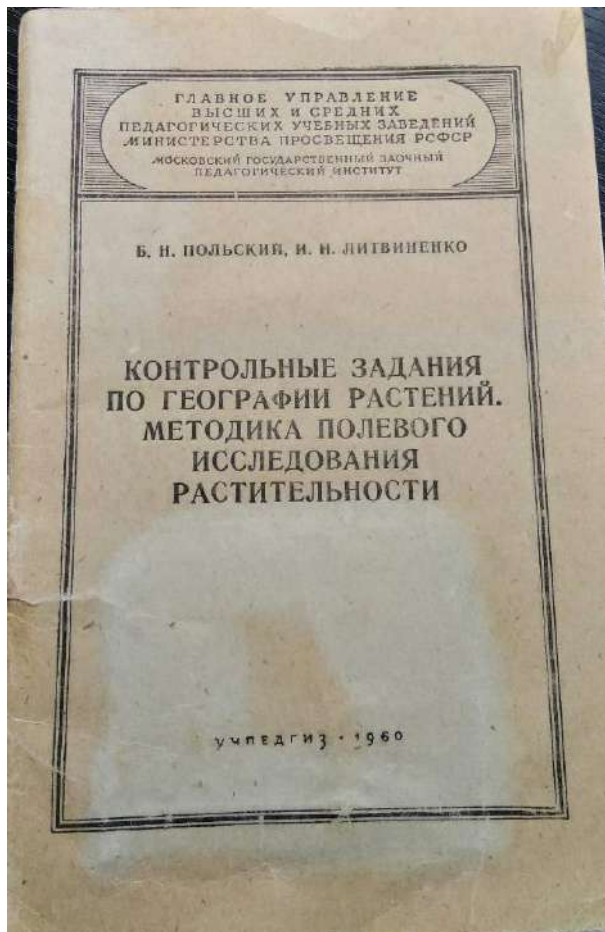 ГЛАВНОЕ УПРАВЛЕНИЕ
ВЫСШИХ И СРЕДНИХ
ПЕДАГОГИЧЕСКИХ УЧЕБНЫХ ЗАВЕДЕНИЙ
МИНИСТЕРСТВА ПРОСВЕЩЕНИЯ РСФСР
МОСКОВСКИЙ ГОСУДАРСТВЕННЫЙ ЗАОЧНЫЙ
ПЕДАГОГИЧЕСКИЙ ИНСТИТУТ
Б. Н. ПОЛЬСКИЙ, И. Н. ЛИТВИНЕНКО
КОНТРОЛЬНЫЕ ЗАДАНИЯ
ПО ГЕОГРАФИИ РАСТЕНИЙ.
МЕТОДИКА ПОЛЕВОГО
ИССЛЕДОВАНИЯ
РАСТИТЕЛЬНОСТИ
УЧПЕДГИЗ · 1960